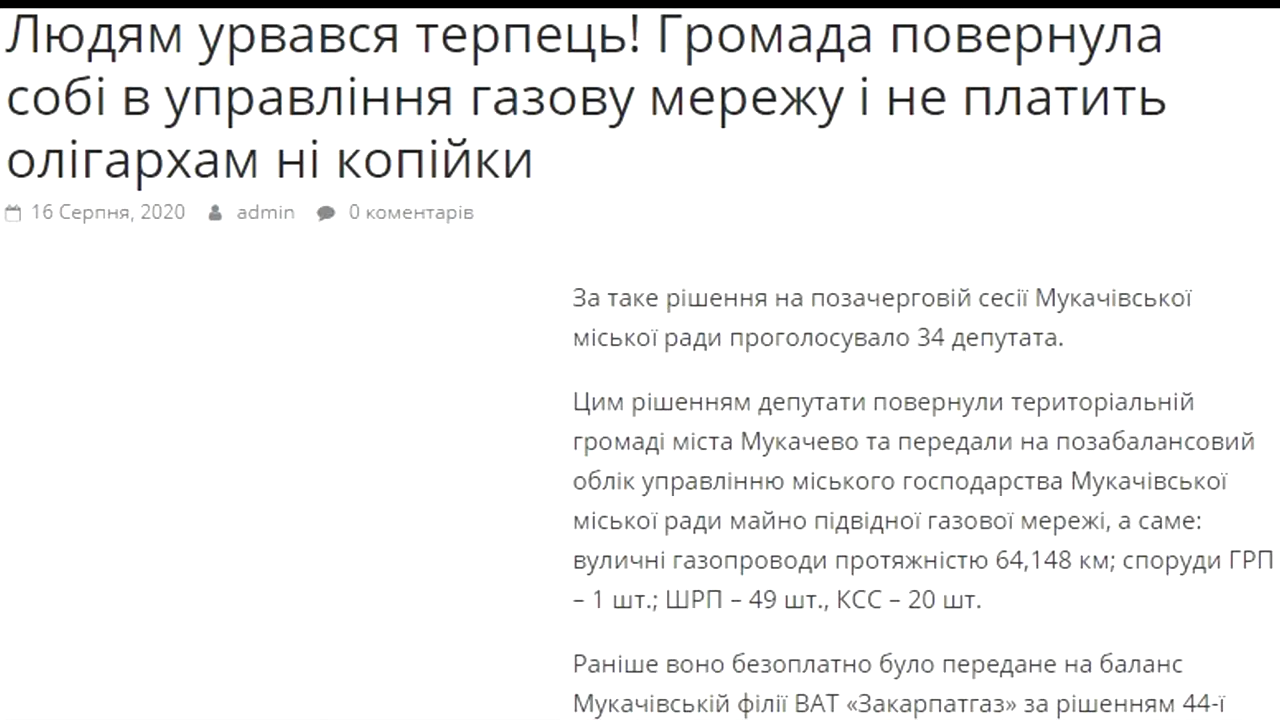 Людям урвався терпець! Громада повернула
собі в управління газову мережу і не платить
олігархам ні копійки
16 Серпня, 2020 admin 0 коментарів
За таке рішення на позачерговій сесії Мукачівської
міської ради проголосувало 34 депутата.
Цим рішенням депутати повернули територіальній
громаді міста Мукачево та передали на позабалансовий
облік управлінню міського господарства Мукачівської
міської ради майно підвідної газової мережі, а саме:
вуличні газопроводи протяжністю 64,148 км; споруди ГРП
– 1 шт.; ШРП – 49 шт., КСС – 20 шт.
Раніше воно безоплатно було передане на баланс
Мукачівській філії ВАТ «Закарпатгаз» за рішенням 44-ї